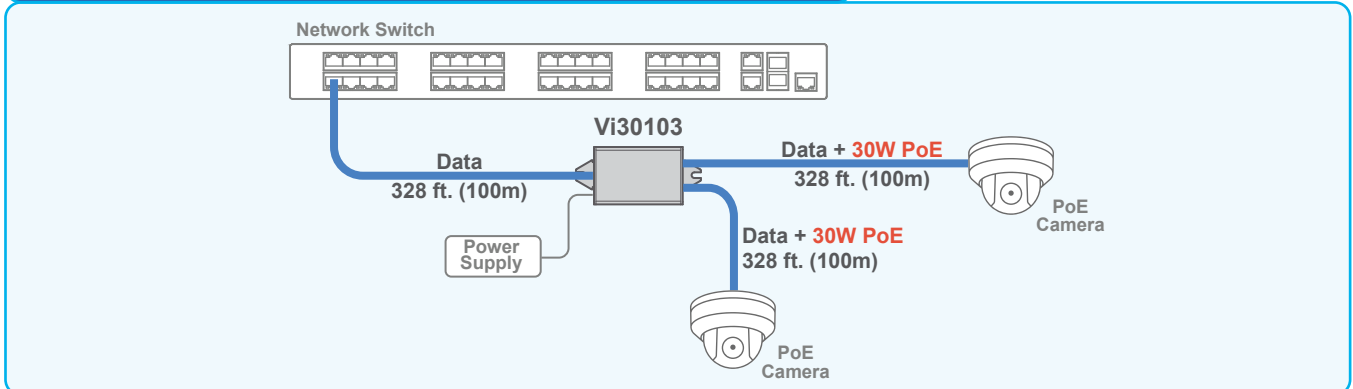 Network Switch
Vi30103
Data
328 ft. (100m)
Data + 30W PoE
328 ft. (100m)
PoE
Camera
Power
Supply
Data + 30W PoE
328 ft. (100m)
PoE
Camera